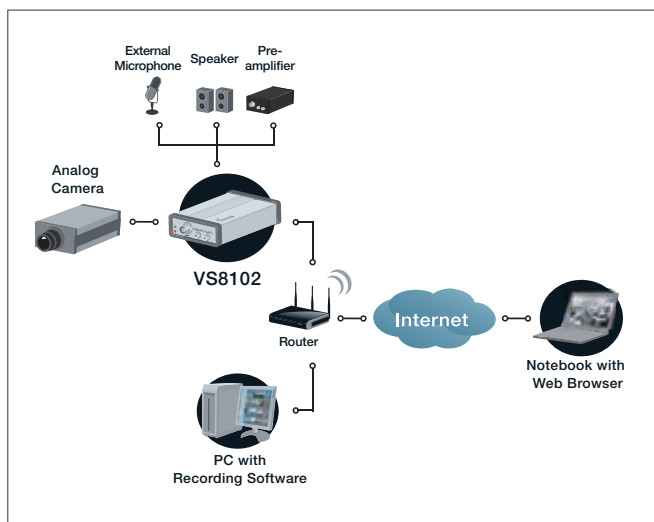 External
Microphone
Speaker
Pre-
amplifier
Analog
Camera
VS8102
Router
Internet
Notebook with
Web Browser
PC with
Recording Software